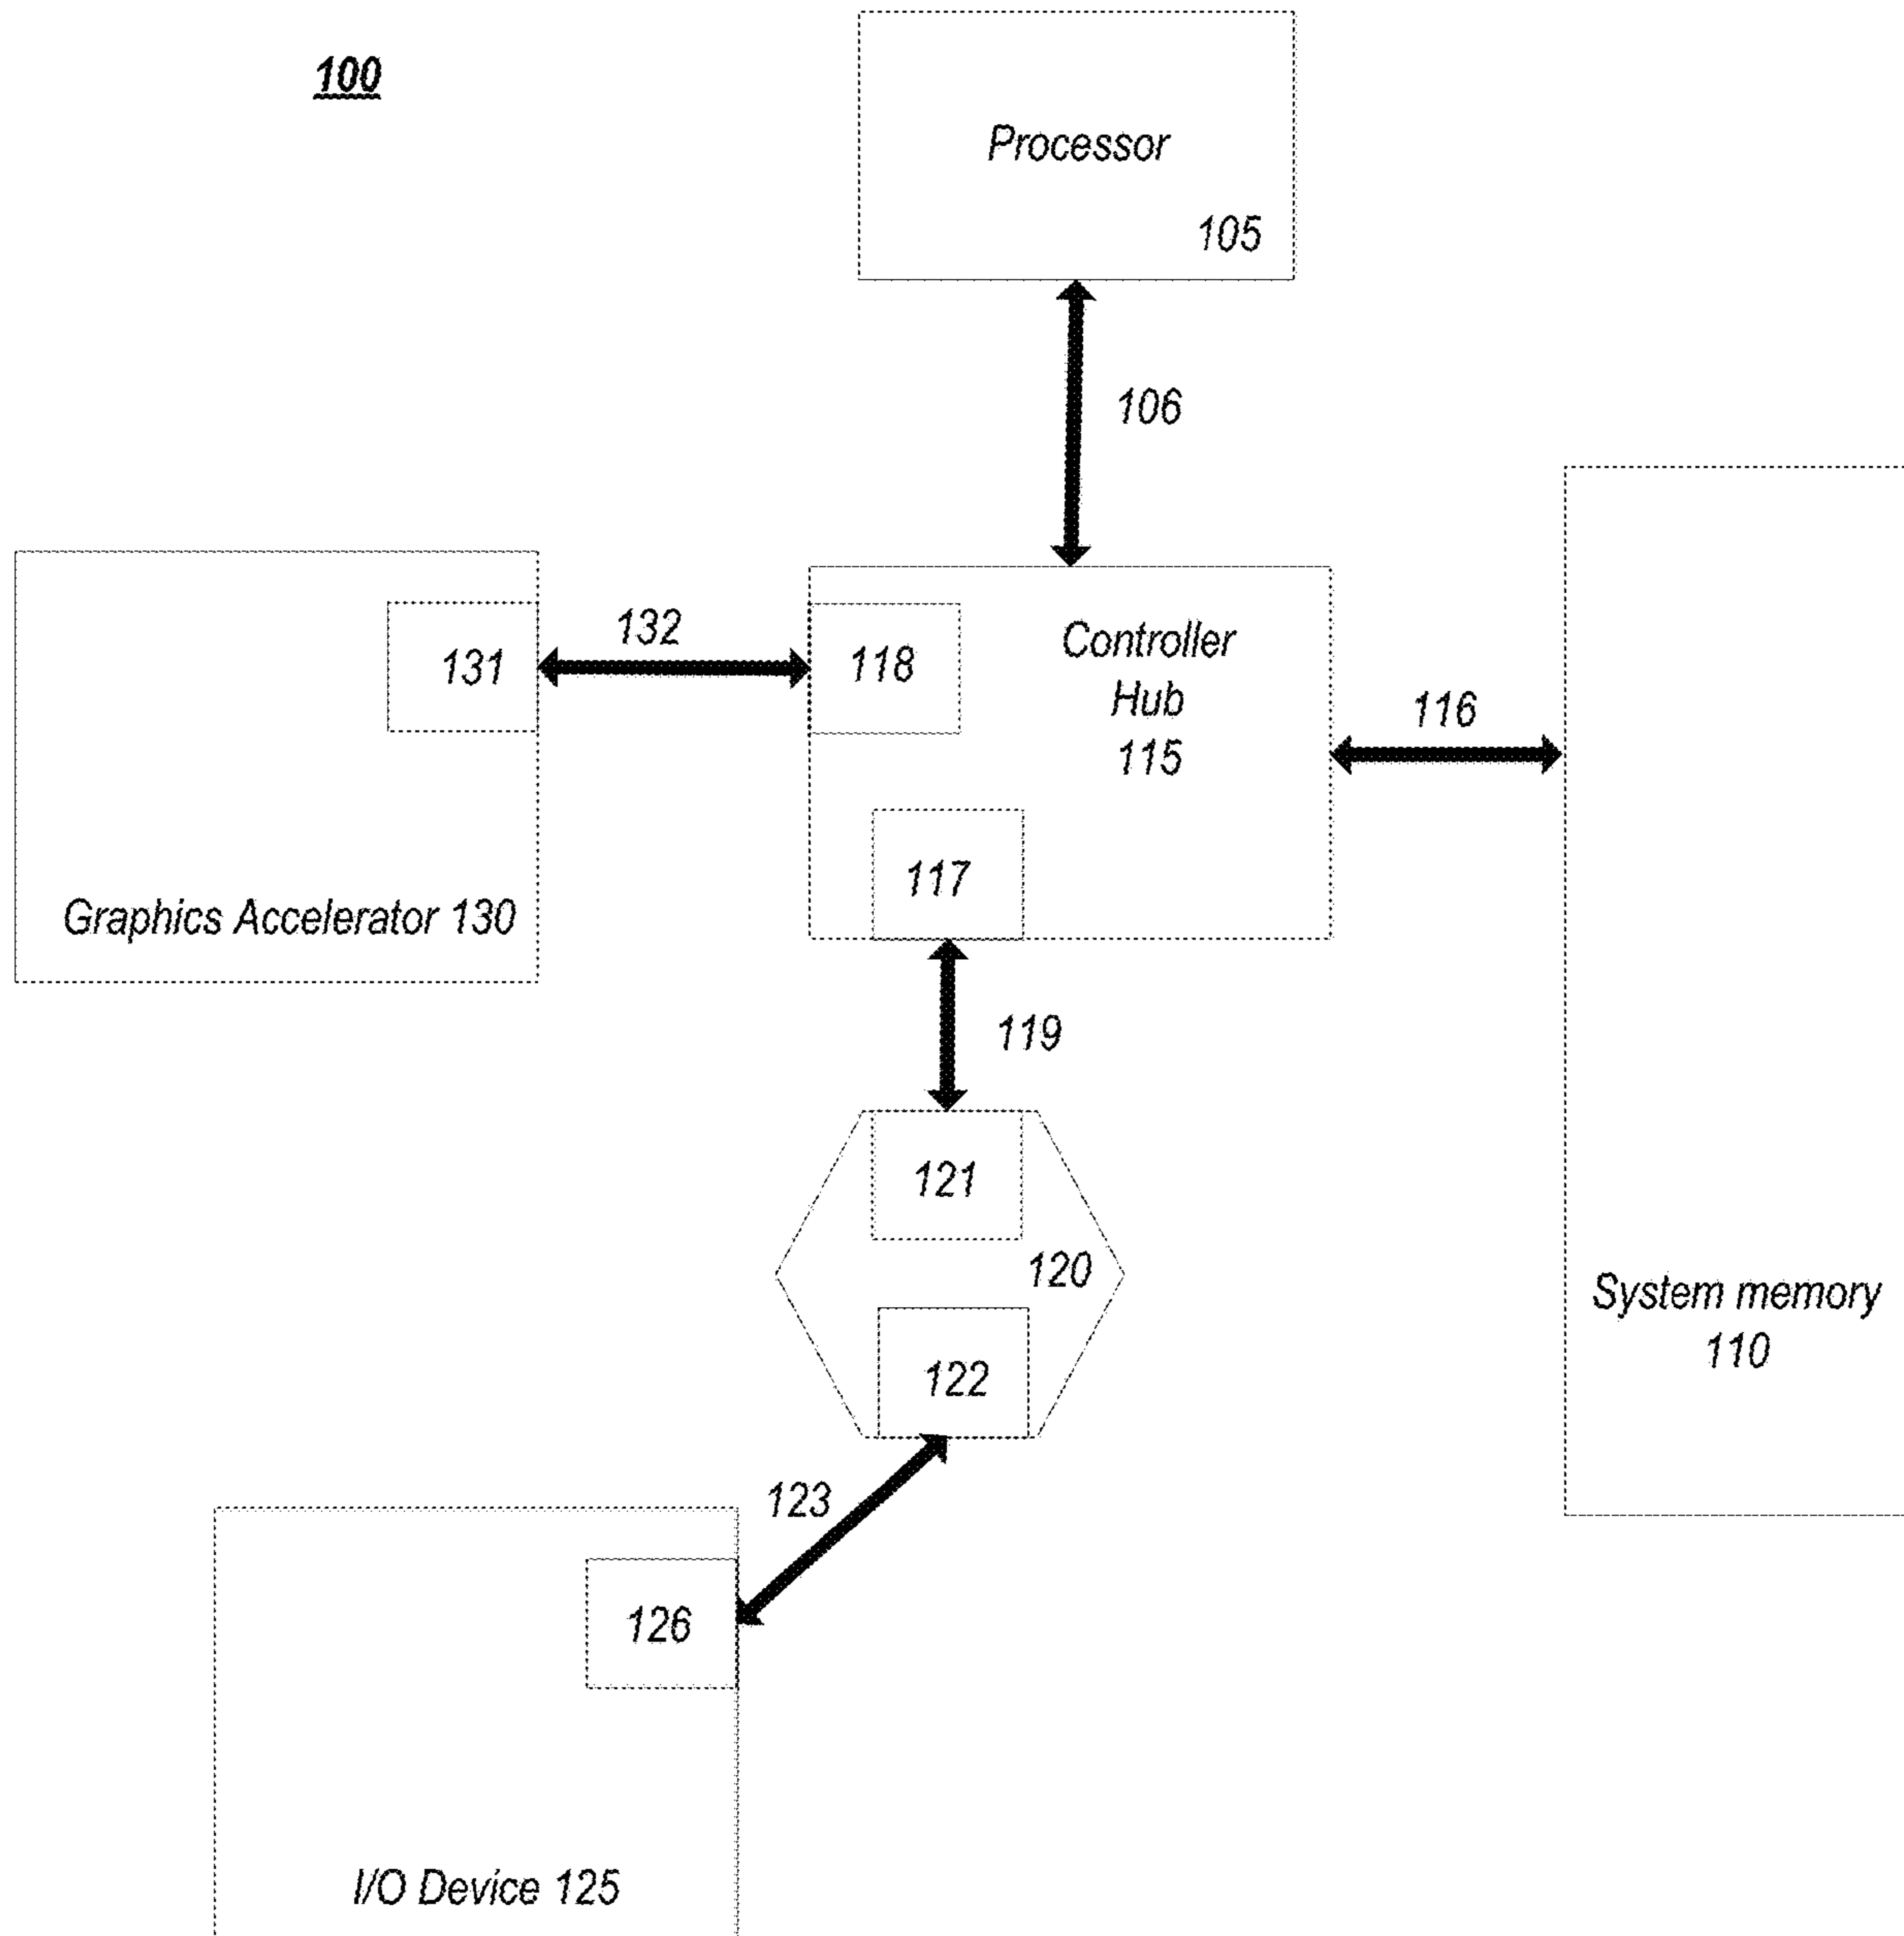 100
Processor
105
106
132
131
118
Controller
Hub
115
116
117
Graphics Accelerator 130
119
121
120
System memory
110
122
123
126
I/O Device 125